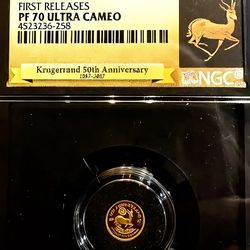 FIRST RELEASES
PF 70 ULTRA CAMEO
4523236-258
Krugerrand 50th Anniversary
1967-2017
NGC